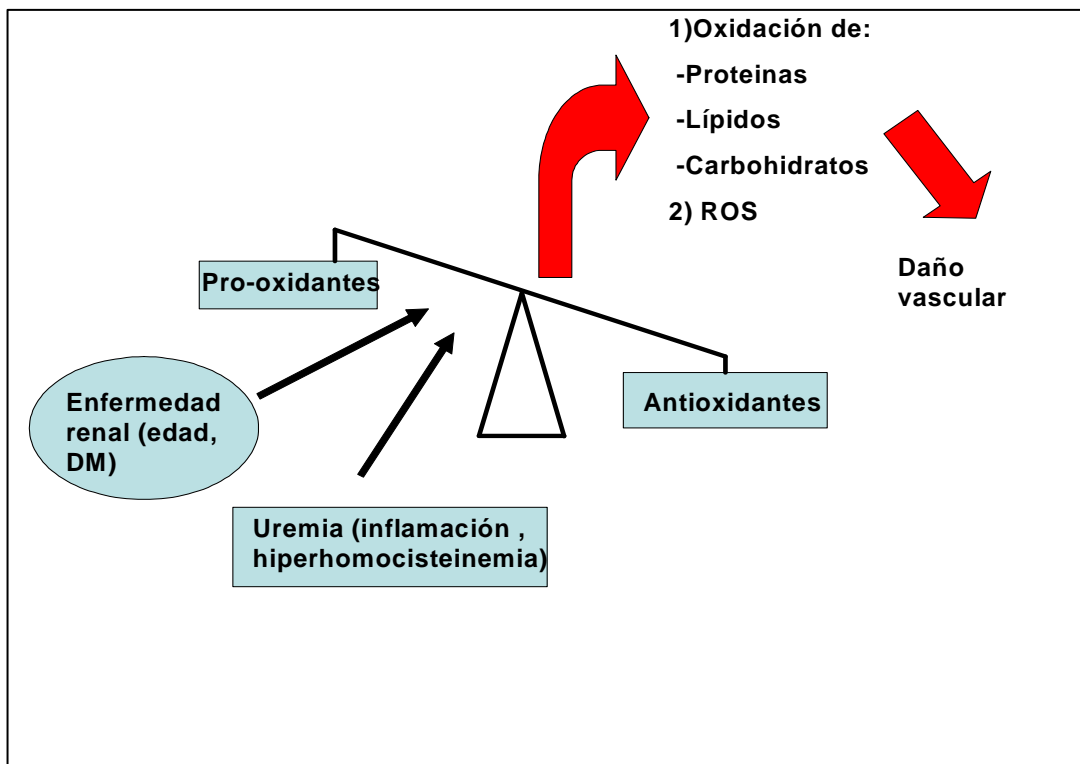 1)Oxidación de:
-Proteinas
-Lípidos
-Carbohidratos
2) ROS
Daño
vascular
Pro-oxidantes
Antioxidantes
Enfermedad
renal (edad,
DM)
Uremia (inflamación ,
hiperhomocisteinemia)